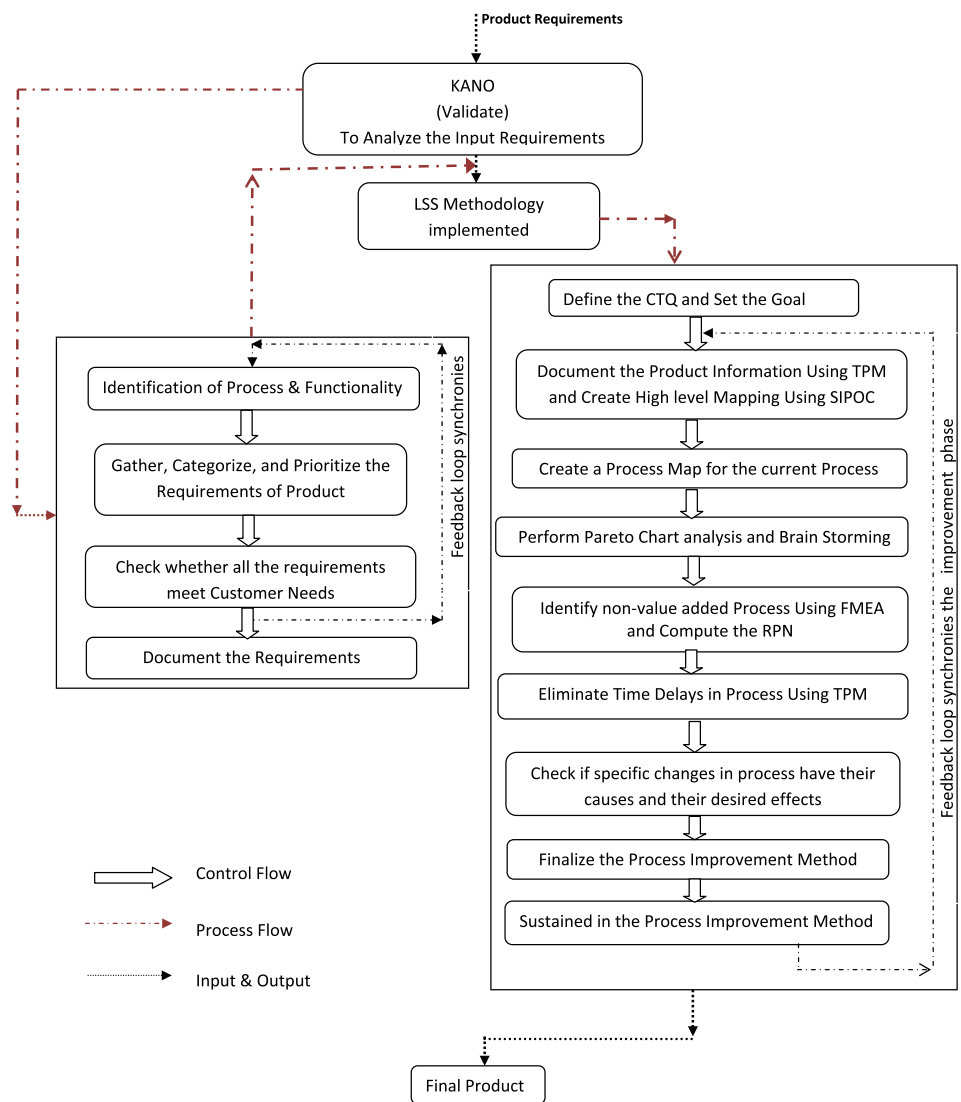 Product Requirements
KANO
(Validate)
To Analyze the Input Requirements
LSS Methodology
implemented
Identification of Process & Functionality
Gather, Categorize, and Prioritize the
Requirements of Product
Check whether all the requirements
meet Customer Needs
Document the Requirements
Feedback loop synchronies
Define the CTQ and Set the Goal
Document the Product Information Using TPM
and Create High level Mapping Using SIPOC
Create a Process Map for the current Process
Perform Pareto Chart analysis and Brain Storming
Identify non-value added Process Using FMEA
and Compute the RPN
Eliminate Time Delays in Process Using TPM
Check if specific changes in process have their
causes and their desired effects
Finalize the Process Improvement Method
Sustained in the Process Improvement Method
Feedback loop synchronies the improvement phase
Control Flow
Process Flow
Input & Output
Final Product